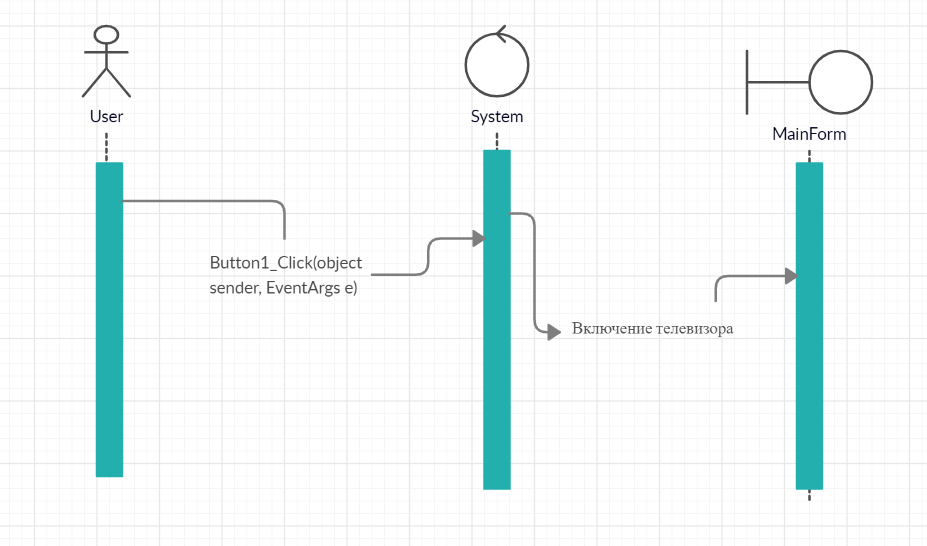 User
System
MainForm
Button1_Click(object
sender, EventArgs e)
Включение телевизора